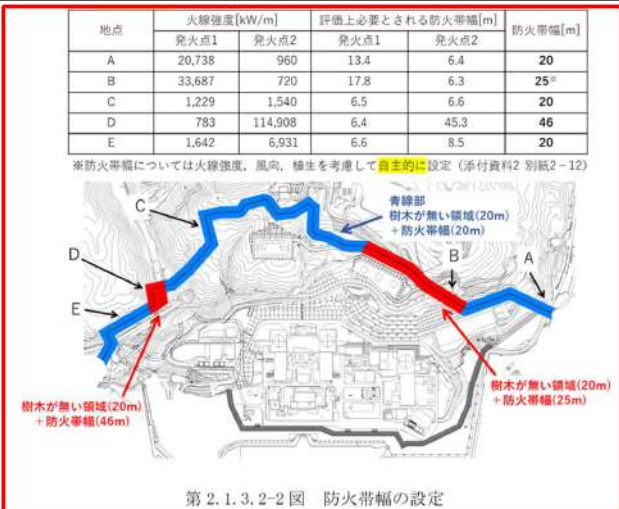 地点 火線強度[kW/m] 評価上必要とされる防火帯幅[m] 防火帯幅[m]
発火点1 発火点2 発火点1 発火点2
A 20,738 960 13.4 6.4 20
B 33,687 720 17.8 6.3 25※
C 1,229 1,540 6.5 6.6 20
D 783 114,908 6.4 45.3 46
E 1,642 6,931 6.6 8.5 20
※防火帯幅については火線強度，風向，植生を考慮して自主的に設定（添付資料2 別紙2－12）
C
青線部
樹木が無い領域(20m)
＋防火帯幅(20m)
D
B
A
E
樹木が無い領域(20m)
＋防火帯幅(25m)
樹木が無い領域(20m)
＋防火帯幅(46m)
第 2.1.3.2-2 図 防火帯幅の設定